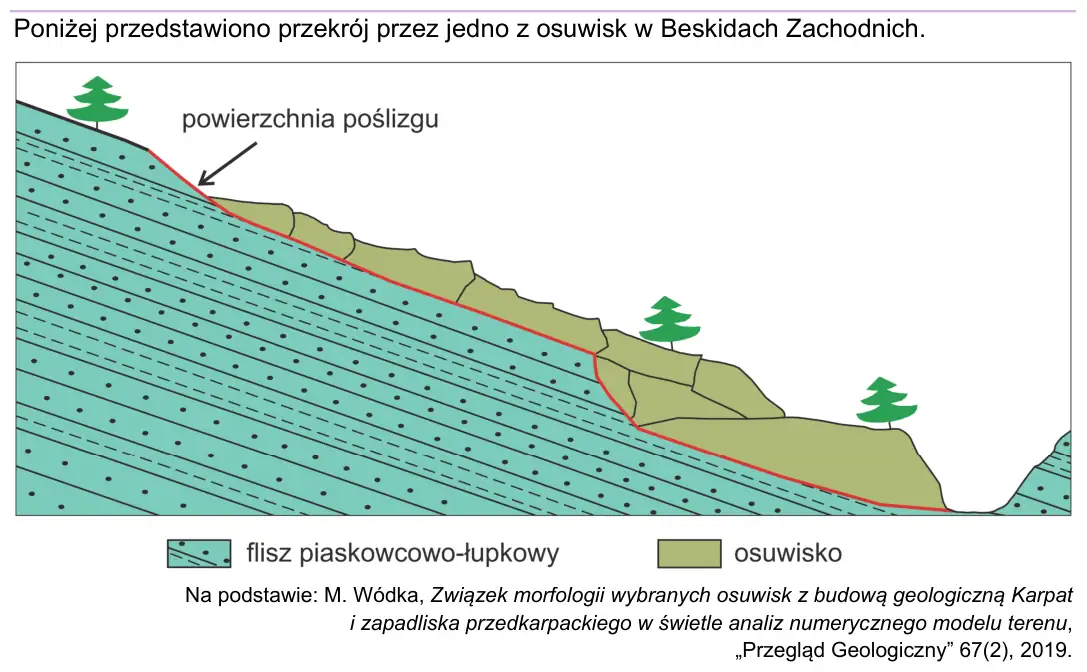 Poniżej przedstawiono przekrój przez jedno z osuwisk w Beskidach Zachodnich.
powierzchnia poślizgu
flisz piaskowcowo-łupkowy
osuwisko
Na podstawie: M. Wódka, Związek morfologii wybranych osuwisk z budową geologiczną Karpat
i zapadliska przedkarpackiego w świetle analiz numerycznego modelu terenu,
„Przegląd Geologiczny” 67(2), 2019.